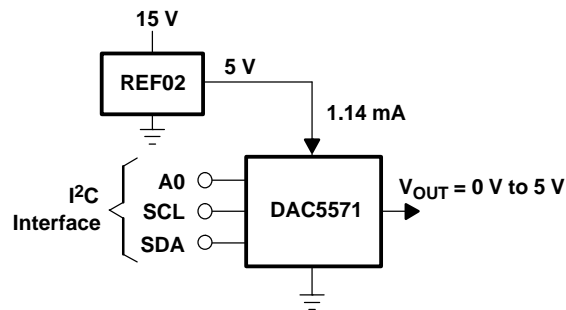 15 V
REF02
5 V
1.14 mA
I²C
Interface
A0
SCL
SDA
DAC5571
V_OUT = 0 V to 5 V